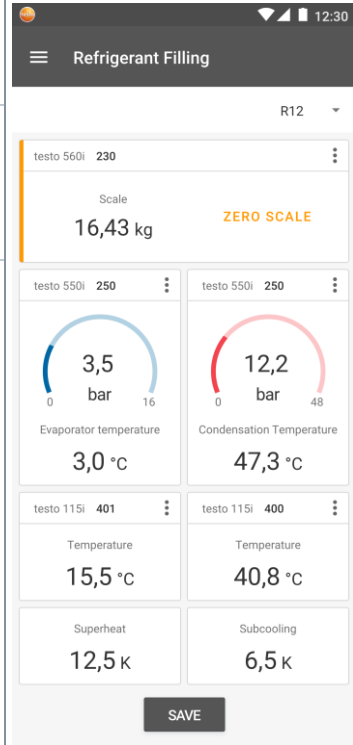 12:30
Refrigerant Filling
R12
testo 560i 230
Scale
16,43 kg
ZERO SCALE
testo 550i 250
3,5
bar
0 16
Evaporator temperature
3,0 °C
testo 550i 250
12,2
bar
0 48
Condensation Temperature
47,3 °C
testo 115i 401
Temperature
15,5 °C
testo 115i 400
Temperature
40,8 °C
Superheat
12,5 K
Subcooling
6,5 K
SAVE